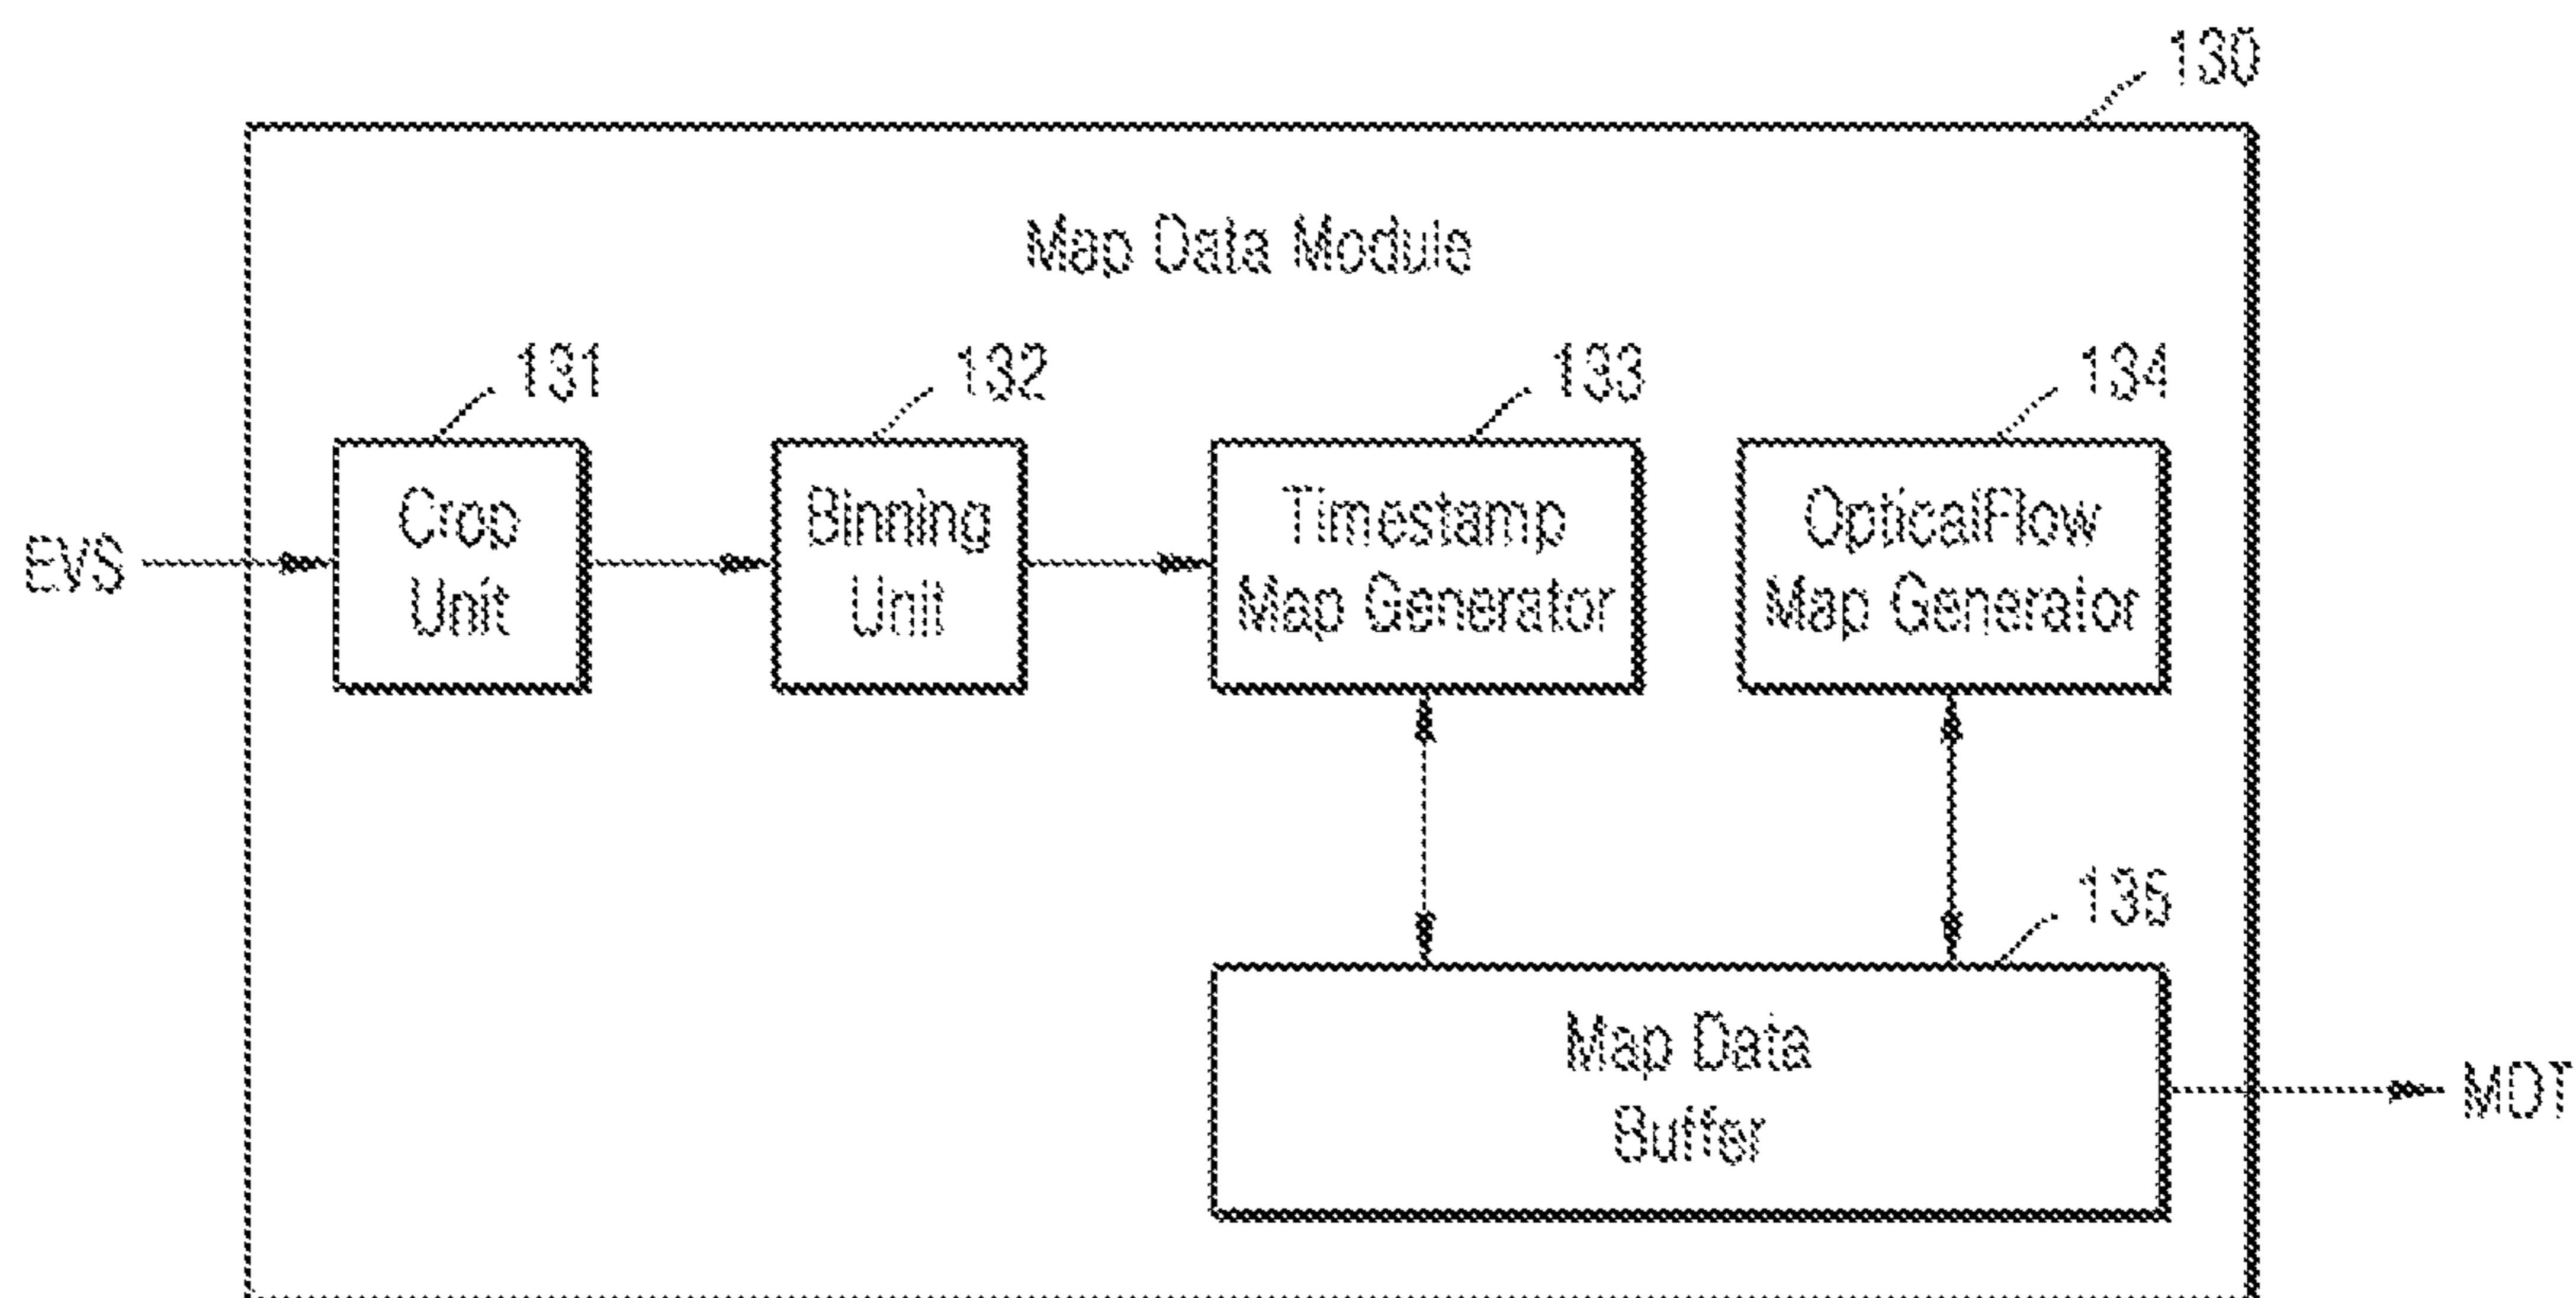 130
Map Data Module
131
132
133
134
Crop
Unit
Binning
Unit
Timestamp
Map Generator
OpticalFlow
Map Generator
EVS
135
Map Data
Buffer
MDT